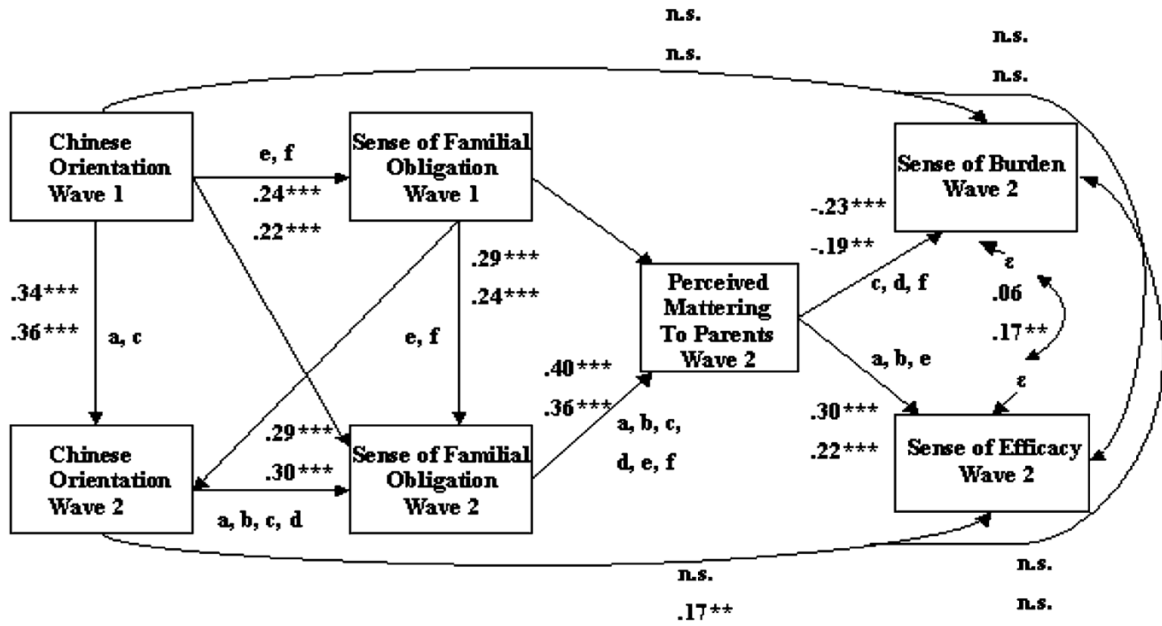 n.s.
n.s.
n.s.
n.s.
Chinese
Orientation
Wave 1
e, f
.24***
.22***
Sense of Familial
Obligation
Wave 1
Sense of Burden
Wave 2
-.23***
-.19**
c, d, f
ε
.06
.17**
ε
.34***
.36***
a, c
.29***
.24***
e, f
Perceived
Mattering
To Parents
Wave 2
.40***
.36***
a, b, c,
d, e, f
a, b, e
.30***
.22***
Chinese
Orientation
Wave 2
.29***
.30***
a, b, c, d
Sense of Familial
Obligation
Wave 2
Sense of Efficacy
Wave 2
n.s.
.17**
n.s.
n.s.